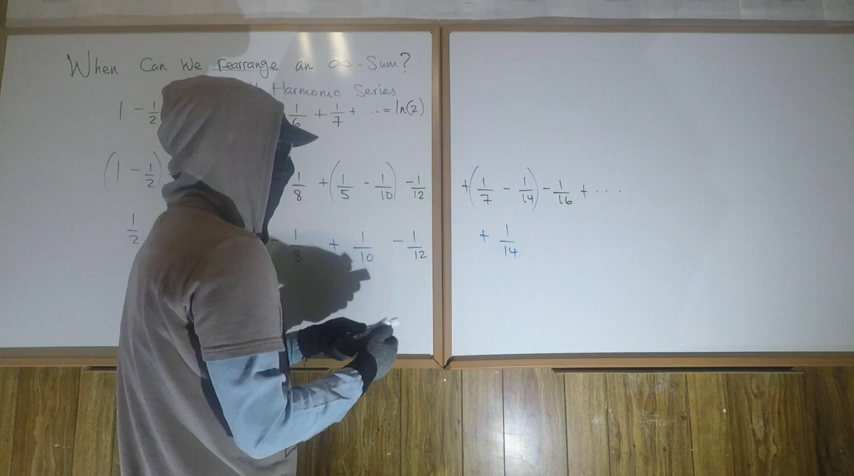 When Can We rearrange an ∞-Sum?
Harmonic Series
1 - 1/2 1/6 + 1/7 + ... = ln(2)
(1 - 1/2) 1/8 + (1/5 - 1/10) - 1/12 + (1/7 - 1/14) - 1/16 + ...
1/2 1/8 + 1/10 - 1/12 + 1/14